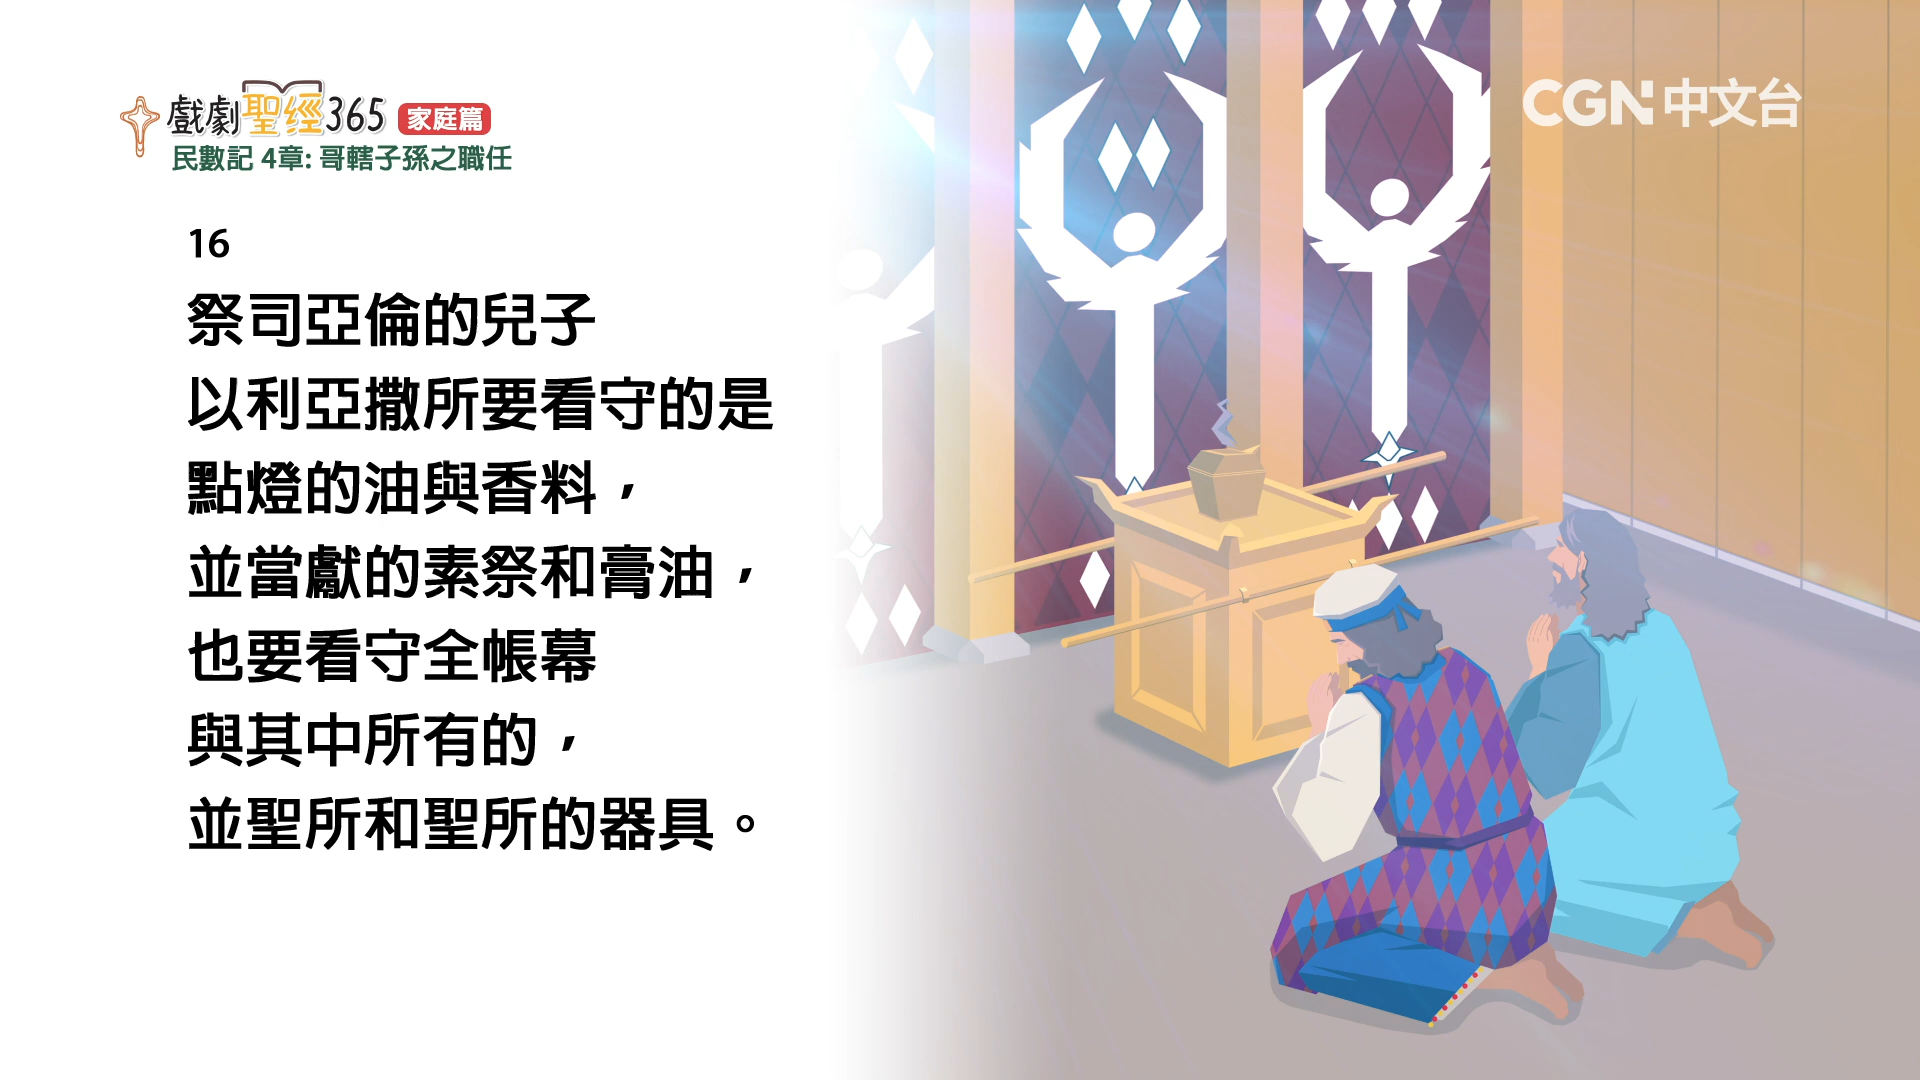 戲劇聖經365 家庭篇
民數記 4章: 哥轄子孫之職任
CGN中文台
16
祭司亞倫的兒子
以利亞撒所要看守的是
點燈的油與香料，
並當獻的素祭和膏油，
也要看守全帳幕
與其中所有的，
並聖所和聖所的器具。